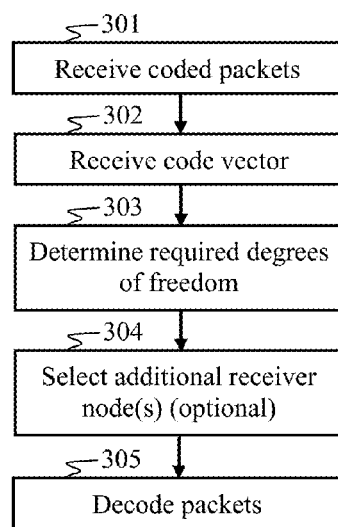 301
Receive coded packets
302
Receive code vector
303
Determine required degrees
of freedom
304
Select additional receiver
node(s) (optional)
305
Decode packets